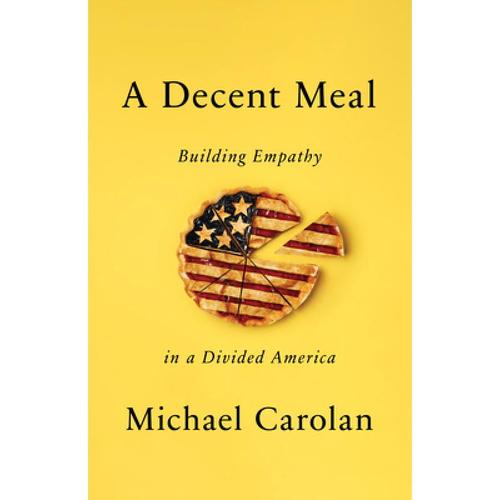 A Decent Meal
Building Empathy
in a Divided America
Michael Carolan